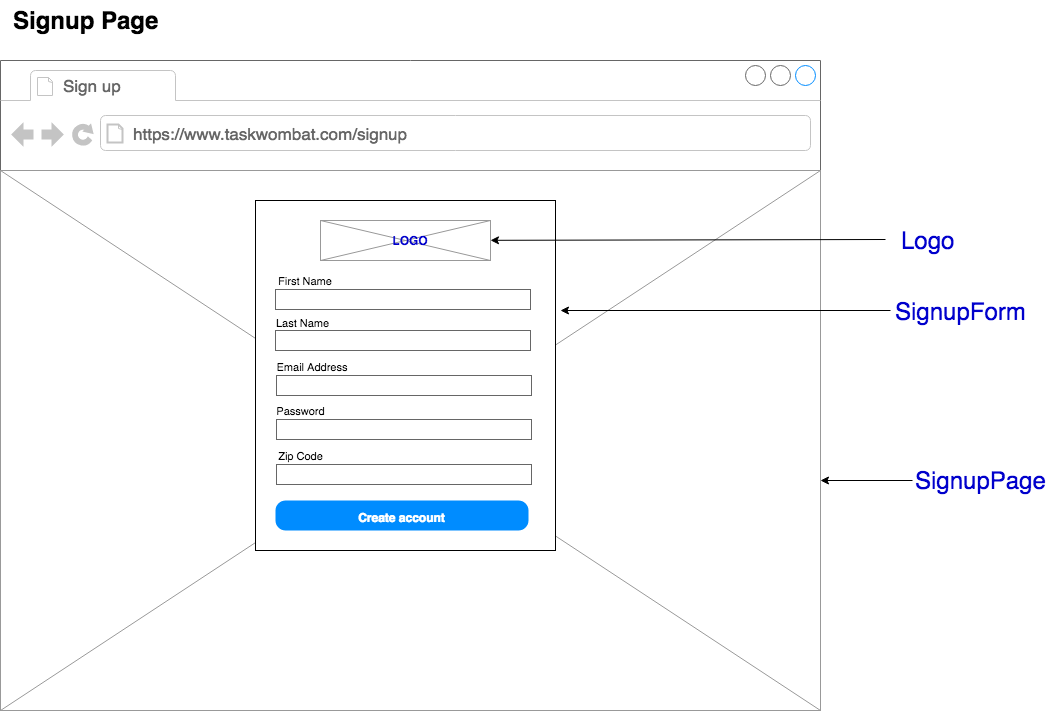 Signup Page
Sign up
https://www.taskwombat.com/signup
LOGO
Logo
First Name
SignupForm
Last Name
Email Address
Password
Zip Code
SignupPage
Create account